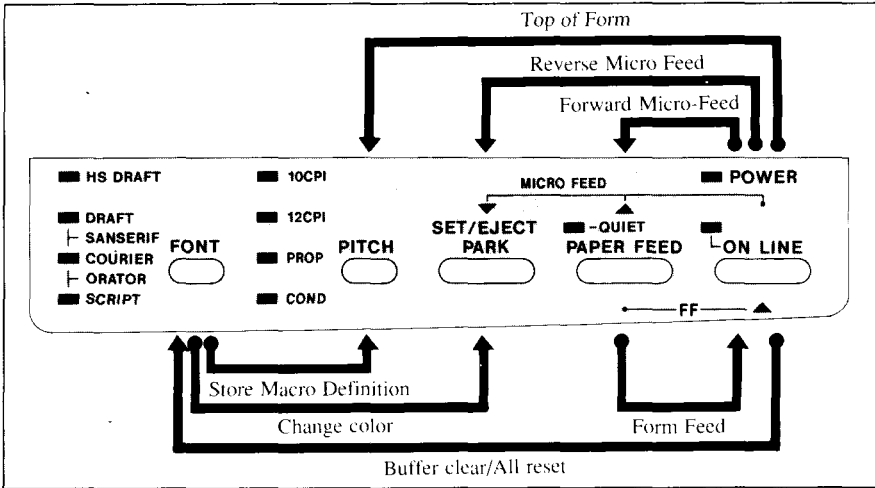 Top of Form
Reverse Micro Feed
Forward Micro-Feed
HS DRAFT
10CPI
MICRO FEED
POWER
DRAFT
12CPI
SANSERIF
SET/EJECT
-QUIET
FONT
PITCH
PARK
PAPER FEED
ON LINE
COURIER
PROP
ORATOR
SCRIPT
COND
FF
Store Macro Definition
Change color
Form Feed
Buffer clear/All reset